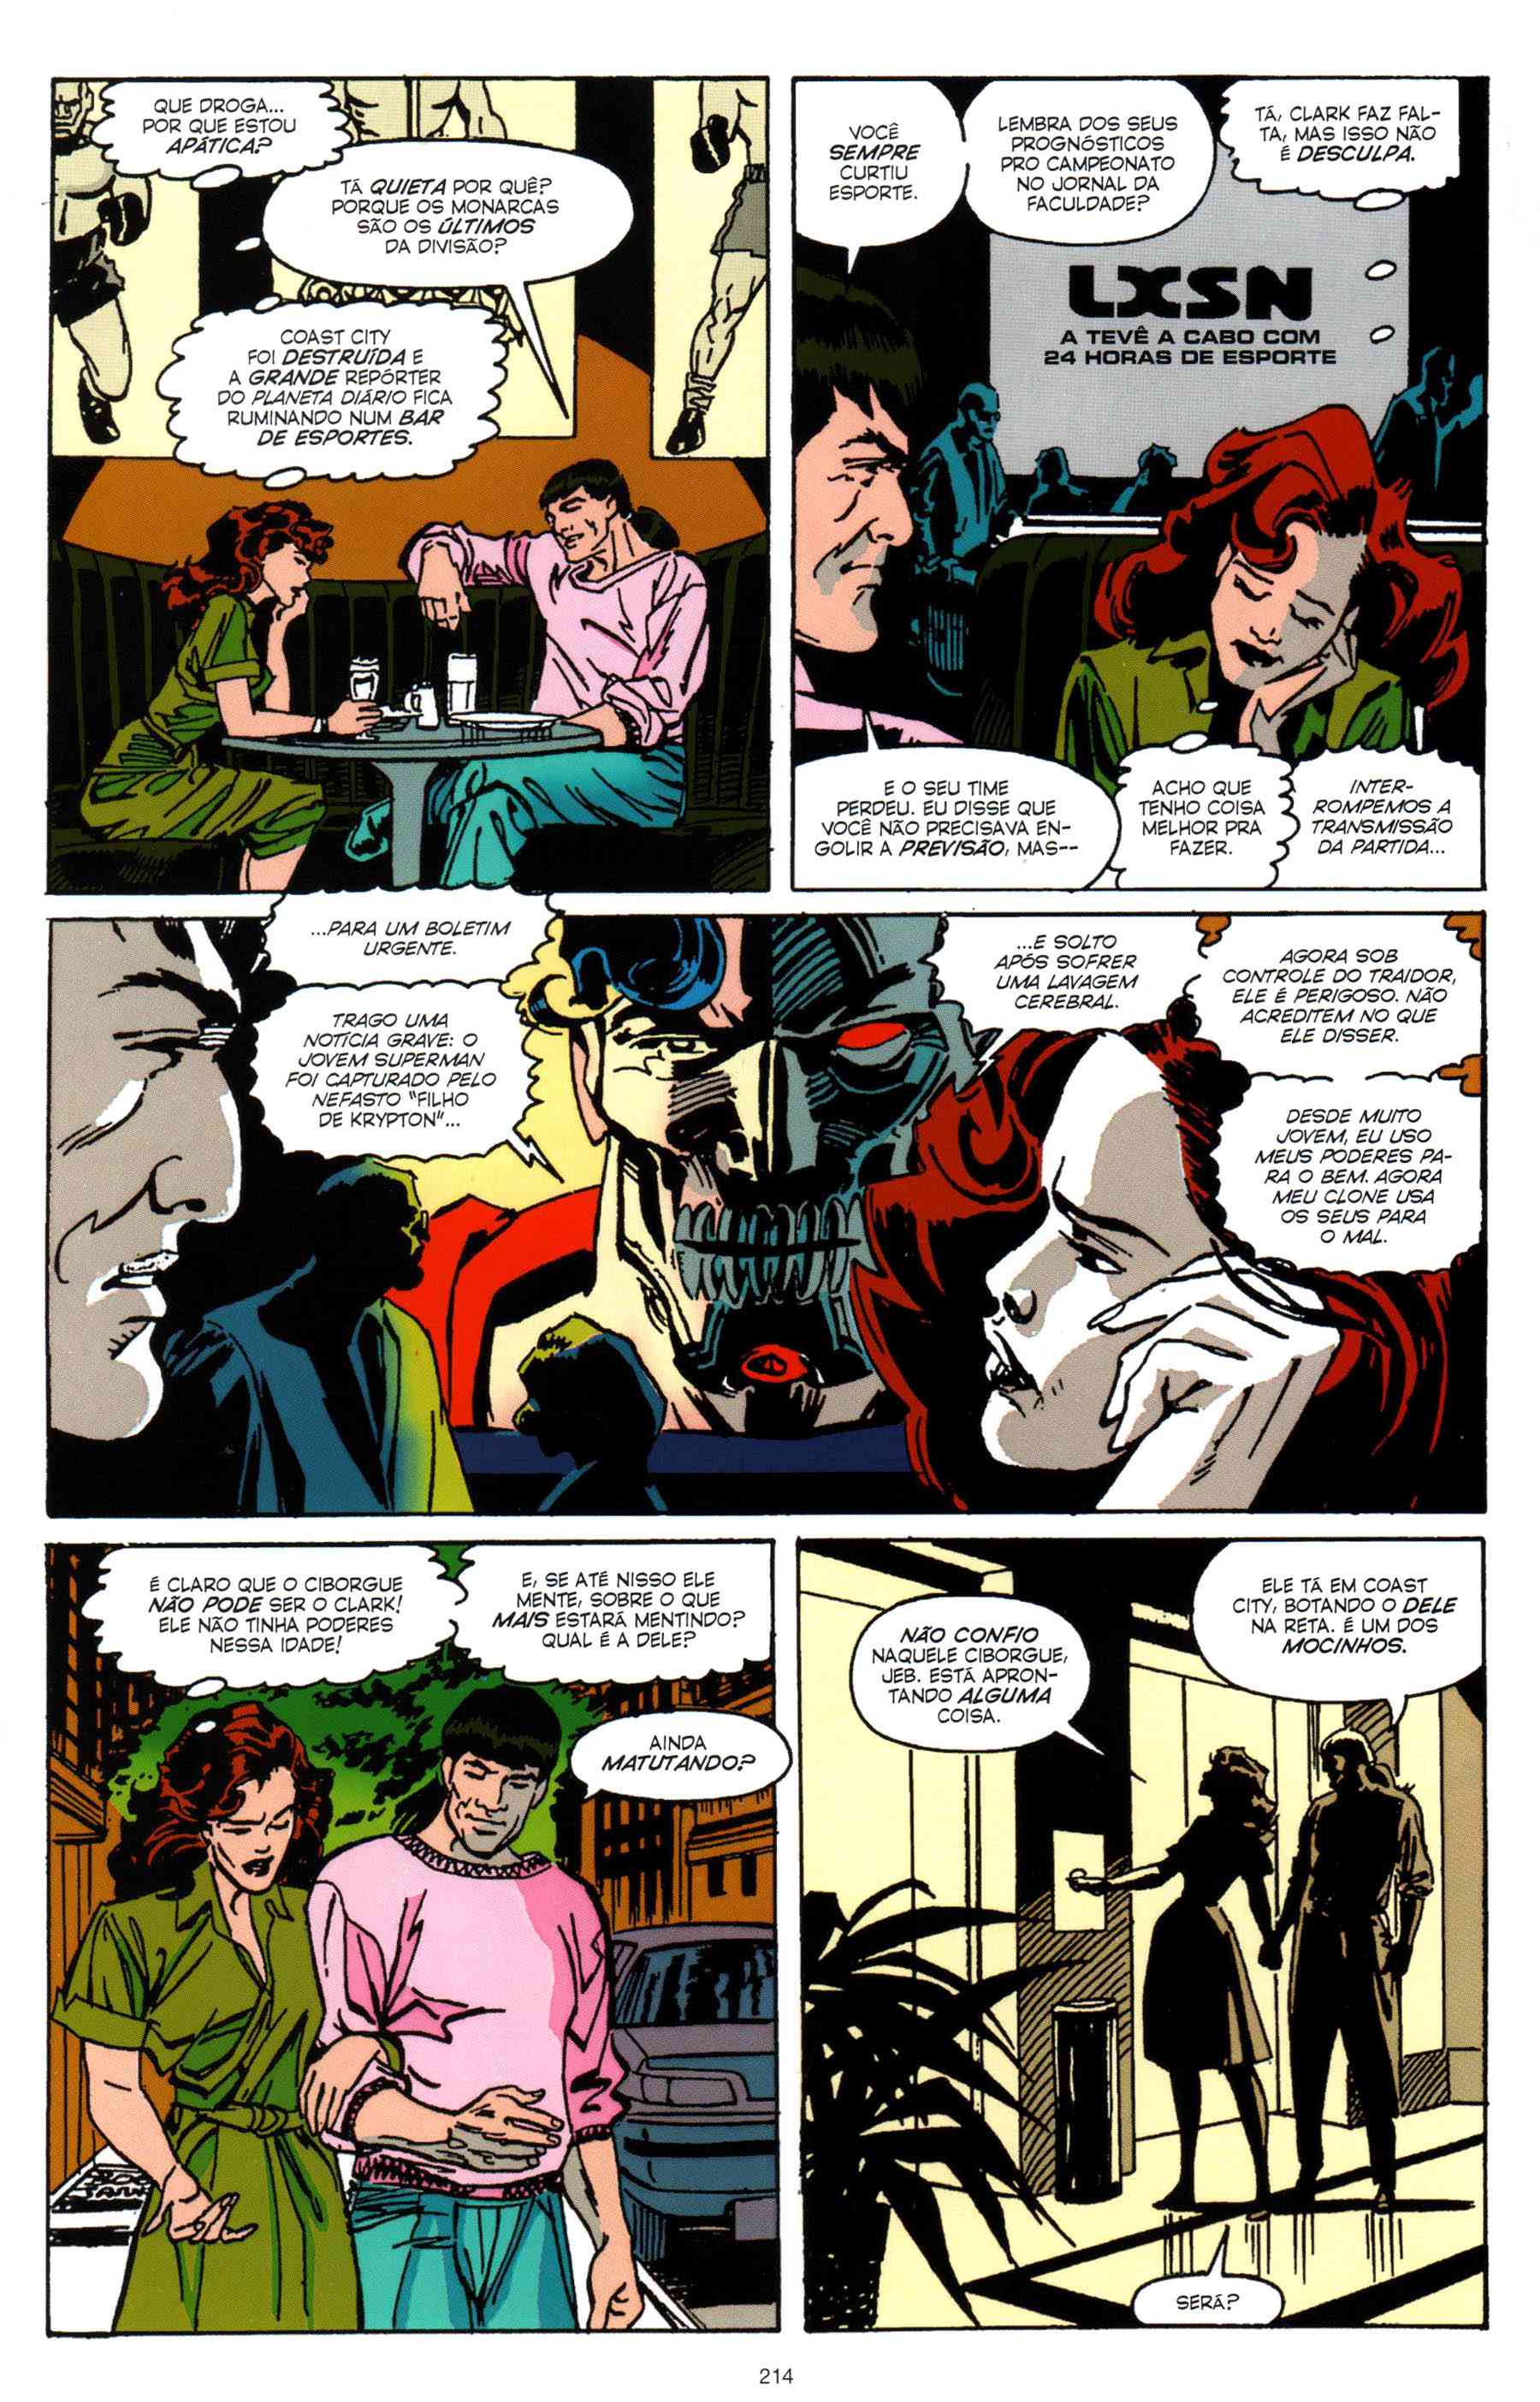 QUE DROGA...
POR QUE ESTOU
APÁTICA?
TÁ QUIETA POR QUÊ?
PORQUE OS MONARCAS
SÃO OS ÚLTIMOS
DA DIVISÃO?
COAST CITY
FOI DESTRUÍDA E
A GRANDE REPÓRTER
DO PLANETA DIÁRIO FICA
RUMINANDO NUM BAR
DE ESPORTES.
VOCÊ
SEMPRE
CURTIU
ESPORTE.
LEMBRA DOS SEUS
PROGNÓSTICOS
PRO CAMPEONATO
NO JORNAL DA
FACULDADE?
TÁ, CLARK FAZ FAL-
TA, MAS ISSO NÃO
É DESCULPA.
LXSN
A TEVÊ A CABO COM
24 HORAS DE ESPORTE
E O SEU TIME
PERDEU. EU DISSE QUE
VOCÊ NÃO PRECISAVA EN-
GOLIR A PREVISÃO, MAS--
ACHO QUE
TENHO COISA
MELHOR PRA
FAZER.
INTER-
ROMPEMOS A
TRANSMISSÃO
DA PARTIDA...
...PARA UM BOLETIM
URGENTE.
TRAGO UMA
NOTÍCIA GRAVE: O
JOVEM SUPERMAN
FOI CAPTURADO PELO
NEFASTO "FILHO
DE KRYPTON"...
...E SOLTO
APÓS SOFRER
UMA LAVAGEM
CEREBRAL.
AGORA SOB
CONTROLE DO TRAIDOR,
ELE É PERIGOSO. NÃO
ACREDITEM NO QUE
ELE DISSER.
DESDE MUITO
JOVEM, EU USO
MEUS PODERES PA-
RA O BEM. AGORA
MEU CLONE USA
OS SEUS PARA
O MAL.
É CLARO QUE O CIBORGUE
NÃO PODE SER O CLARK!
ELE NÃO TINHA PODERES
NESSA IDADE!
E, SE ATÉ NISSO ELE
MENTE, SOBRE O QUE
MAIS ESTARÁ MENTINDO?
QUAL É A DELE?
AINDA
MATUTANDO?
NÃO CONFIO
NAQUELE CIBORGUE,
JEB. ESTÁ APRON-
TANDO ALGUMA
COISA.
ELE TÁ EM COAST
CITY, BOTANDO O DELE
NA RETA. É UM DOS
MOCINHOS.
SERÁ?
214